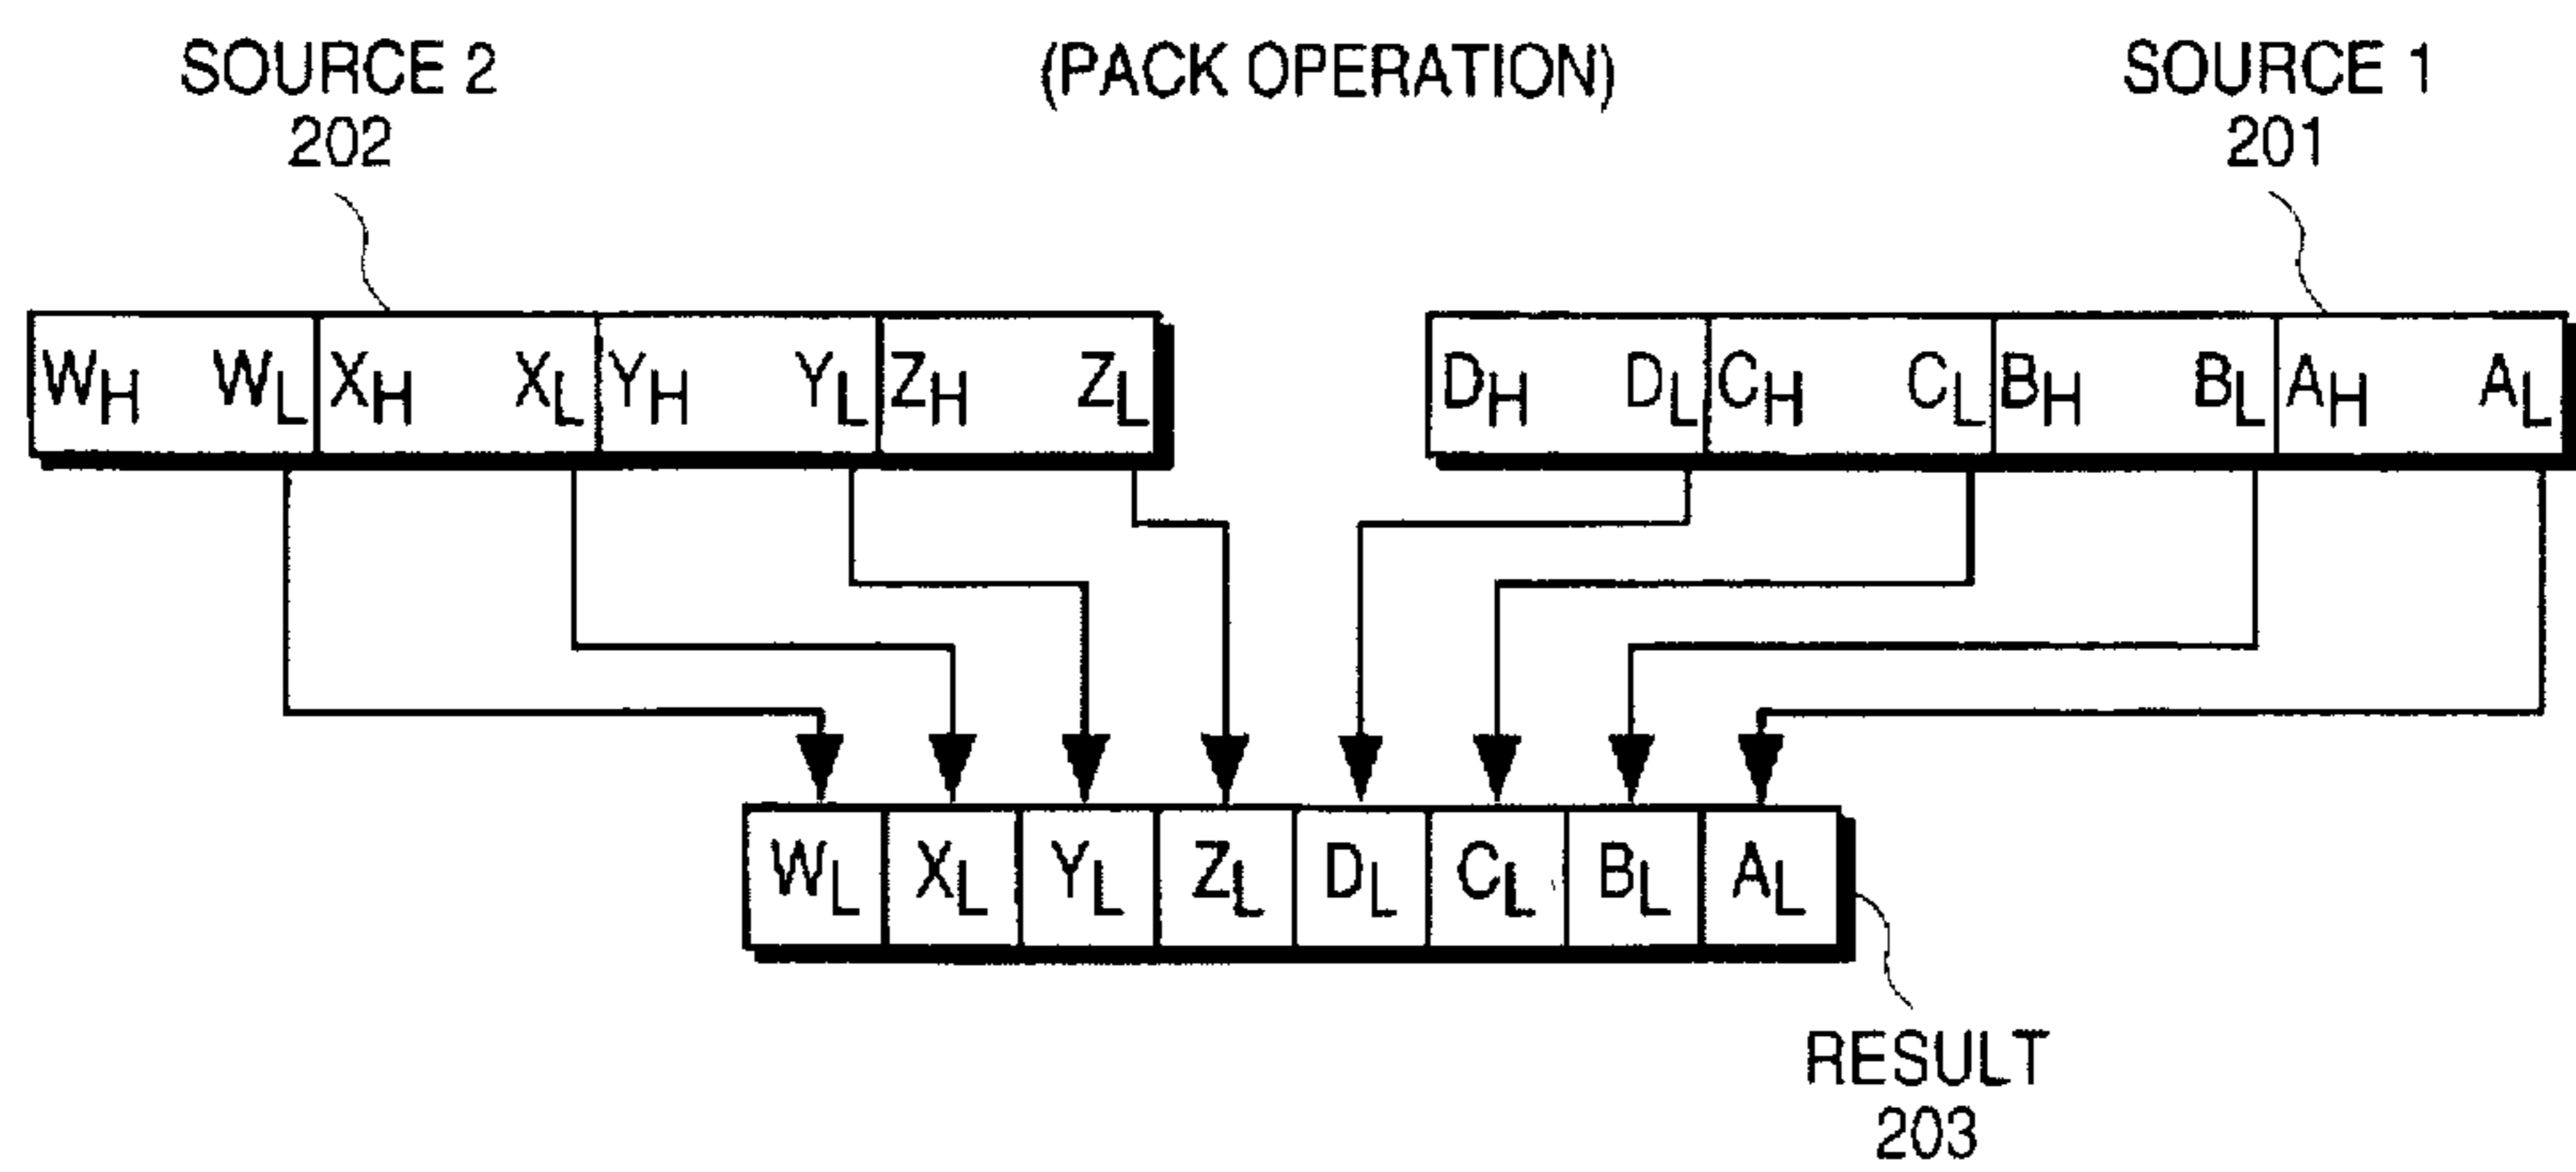 SOURCE 2
202
(PACK OPERATION)
SOURCE 1
201
WH WL XH XL YH YL ZH ZL
DH DL CH CL BH BL AH AL
WL XL YL ZL DL CL BL AL
RESULT
203